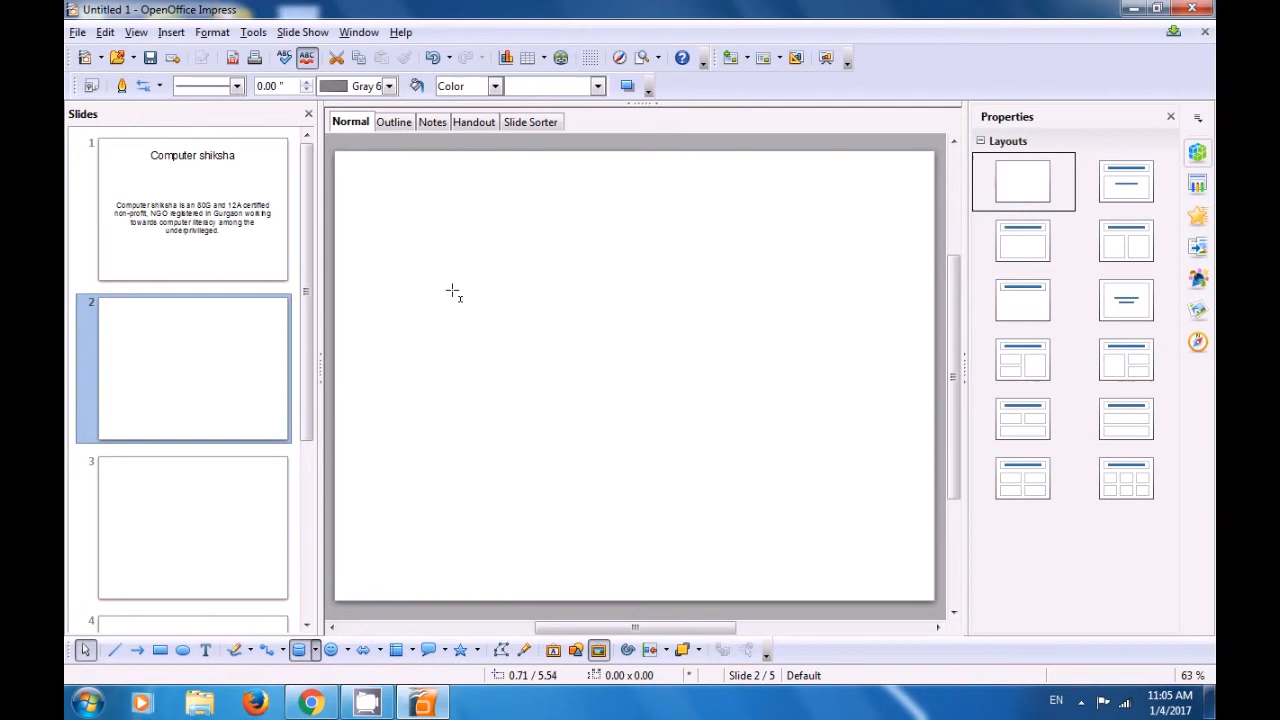 Untitled 1 - OpenOffice Impress
File Edit View Insert Format Tools Slide Show Window Help
0.00 " Gray 6 Color
Slides
Normal Outline Notes Handout Slide Sorter
Properties
Layouts
1
Computer shiksha
Computer shiksha is an 80G and 12A certified
non-profit, NGO registered in Gurgaon working
towards computer literacy among the
underprivileged.
2
3
4
0.71 / 5.54 0.00 x 0.00 * Slide 2 / 5 Default 63 %
EN 11:05 AM
1/4/2017